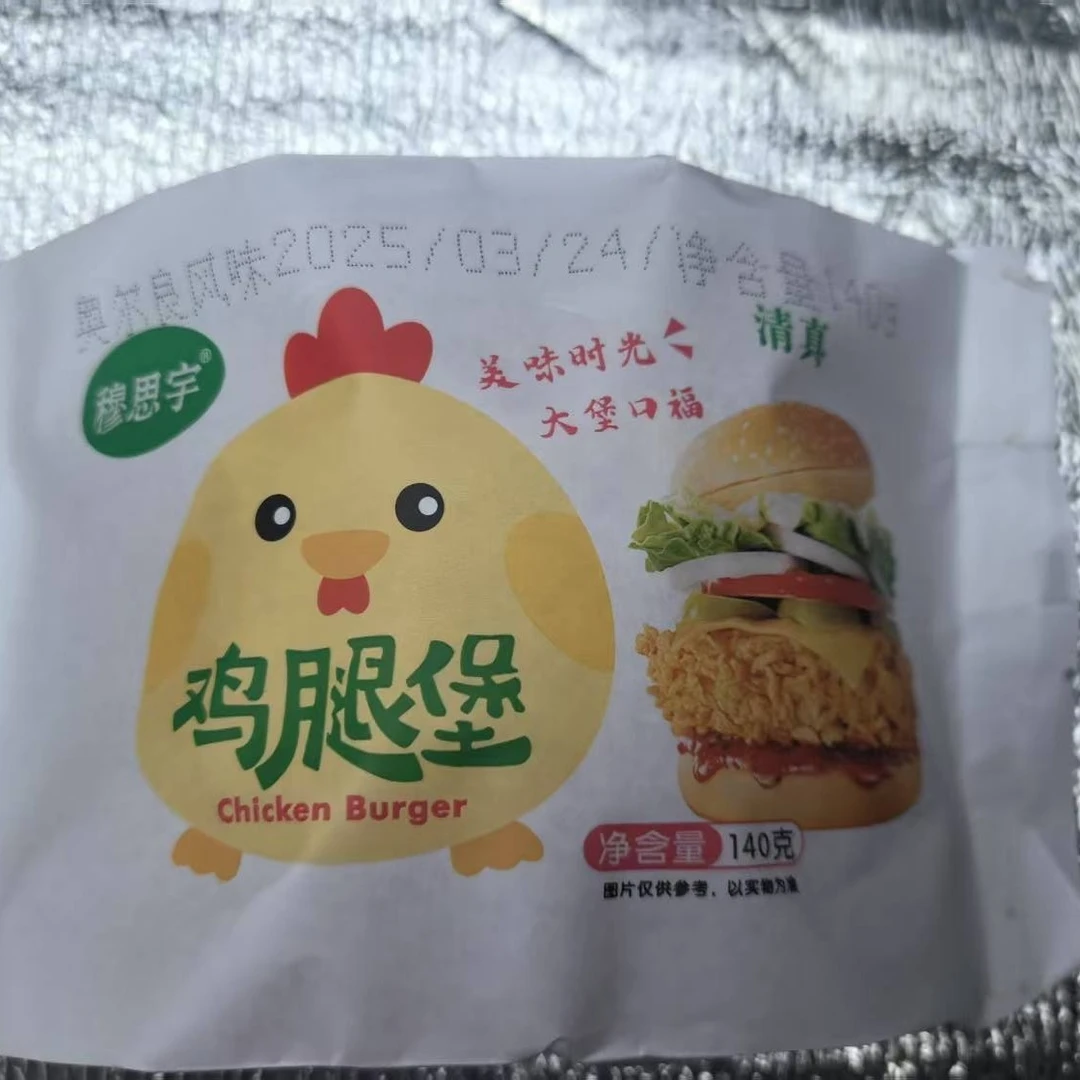 奥尔良风味2025/03/24/净含量140g
穆思宇®
美味时光
大堡口福
清真
鸡腿堡
Chicken Burger
净含量 140克
图片仅供参考，以实物为准